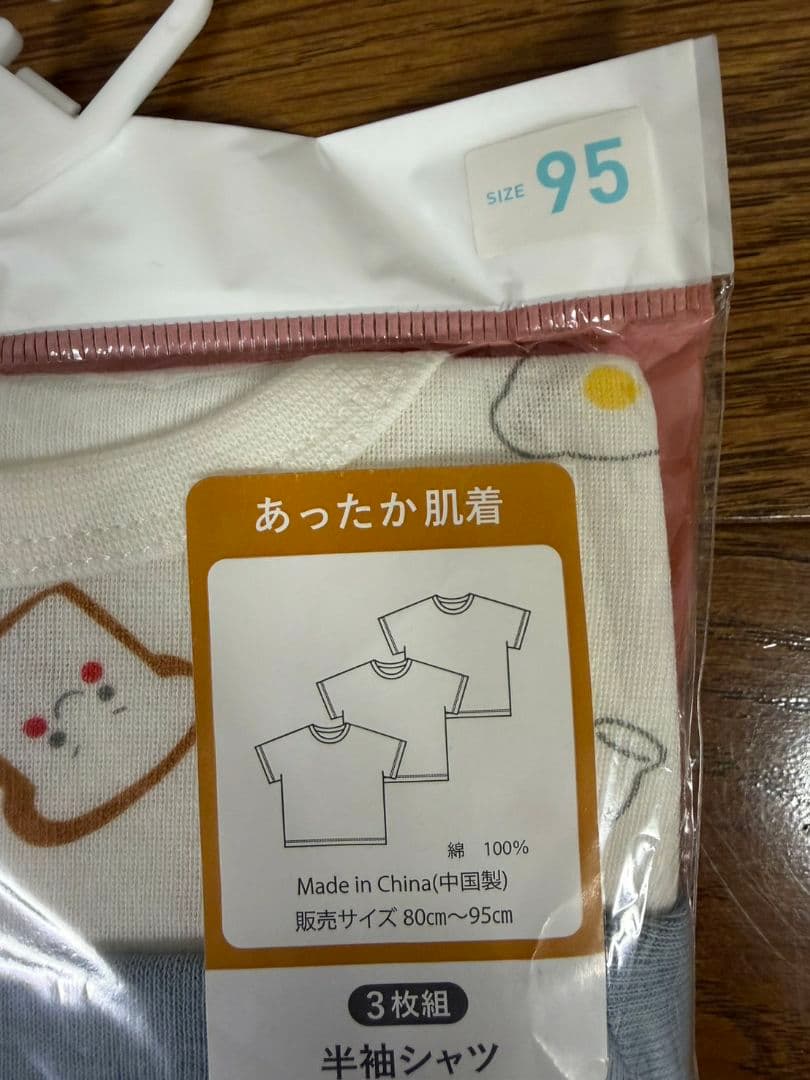 SIZE 95
あったか肌着
綿 100%
Made in China(中国製)
販売サイズ 80㎝〜95㎝
3枚組
半袖シャツ